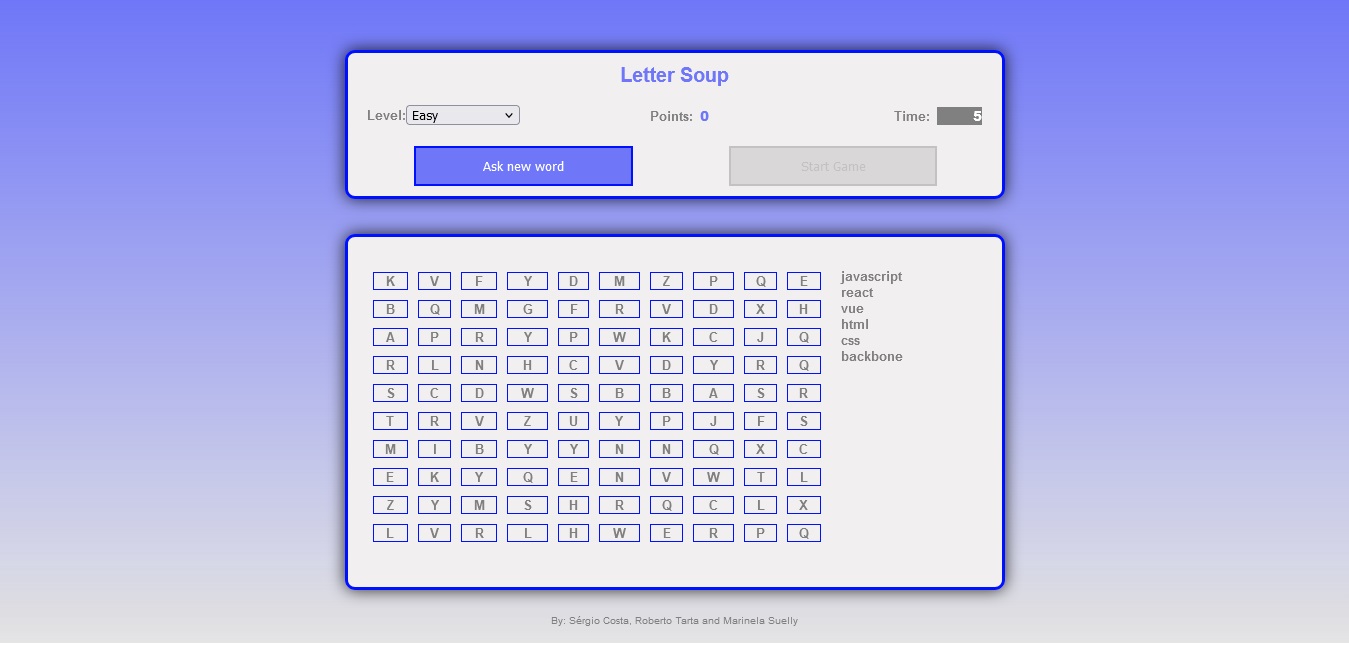 Letter Soup
Level: Easy Points: 0 Time: 5
Ask new word Start Game
K V F Y D M Z P Q E
B Q M G F R V D X H
A P R Y P W K C J Q
R L N H C V D Y R Q
S C D W S B B A S R
T R V Z U Y P J F S
M I B Y Y N N Q X C
E K Y Q E N V W T L
Z Y M S H R Q C L X
L V R L H W E R P Q
javascript
react
vue
html
css
backbone
By: Sérgio Costa, Roberto Tarta and Marinela Suelly